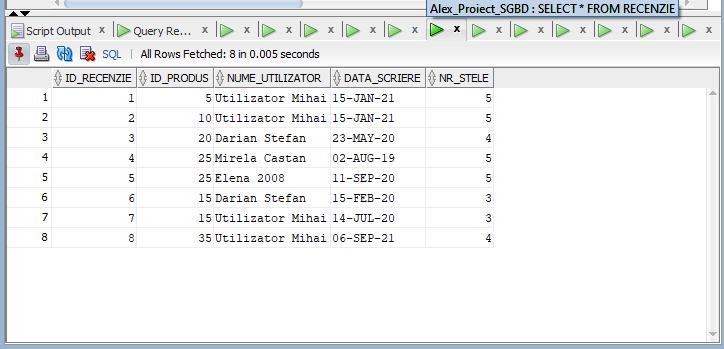 Alex_Proiect_SGBD : SELECT * FROM RECENZIE
Script Output x Query Re... x x x x x x x x x x x x
SQL | All Rows Fetched: 8 in 0.005 seconds
ID_RECENZIE ID_PRODUS NUME_UTILIZATOR DATA_SCRIERE NR_STELE
1 1 5 Utilizator Mihai 15-JAN-21 5
2 2 10 Utilizator Mihai 15-JAN-21 5
3 3 20 Darian Stefan 23-MAY-20 4
4 4 25 Mirela Castan 02-AUG-19 5
5 5 25 Elena 2008 11-SEP-20 5
6 6 15 Darian Stefan 15-FEB-20 3
7 7 15 Utilizator Mihai 14-JUL-20 3
8 8 35 Utilizator Mihai 06-SEP-21 4